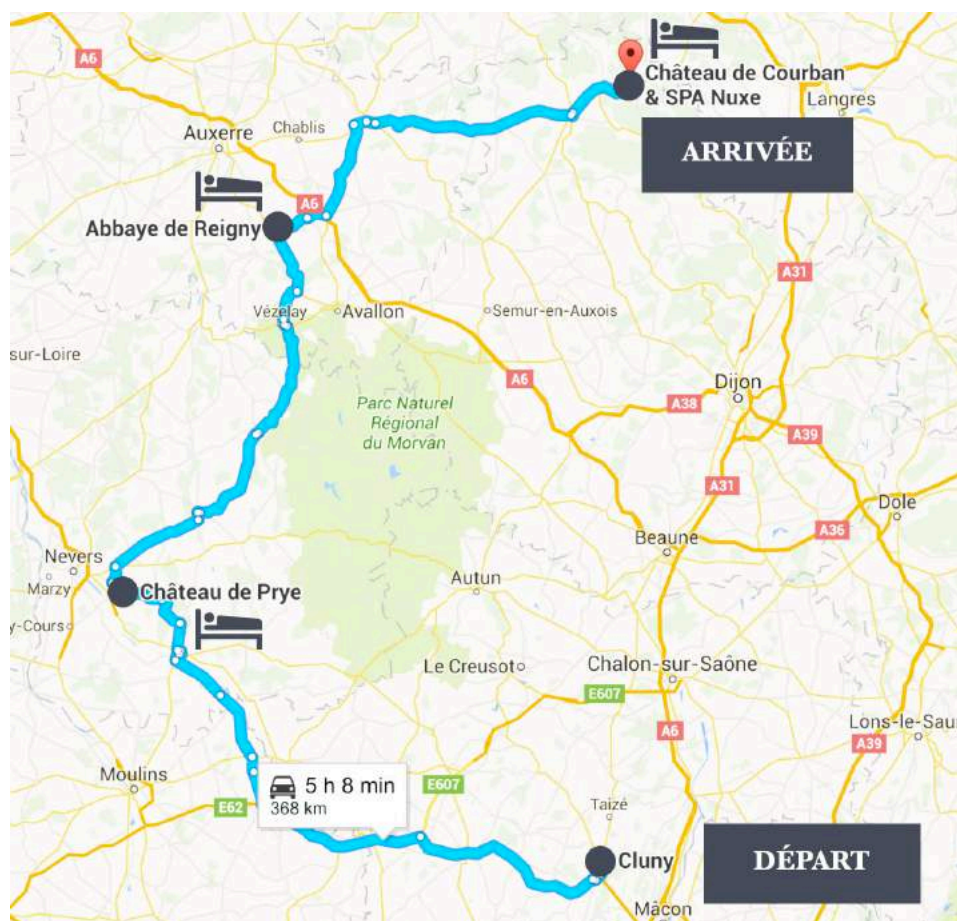 A6
Château de Courban
& SPA Nuxe
Langres
Auxerre
Chablis
ARRIVÉE
A6
Abbaye de Reigny
A31
Vézelay
Avallon
Semur-en-Auxois
sur-Loire
A6
Dijon
A38
Parc Naturel
Régional
du Morvan
A39
A31
Dole
A36
Beaune
Nevers
Marzy
Château de Prye
Autun
y-Cours
Le Creusot
Chalon-sur-Saône
E607
A6
Lons-le-Sau
A39
Moulins
5 h 8 min
368 km
E607
E62
Taizé
Cluny
DÉPART
Mâcon